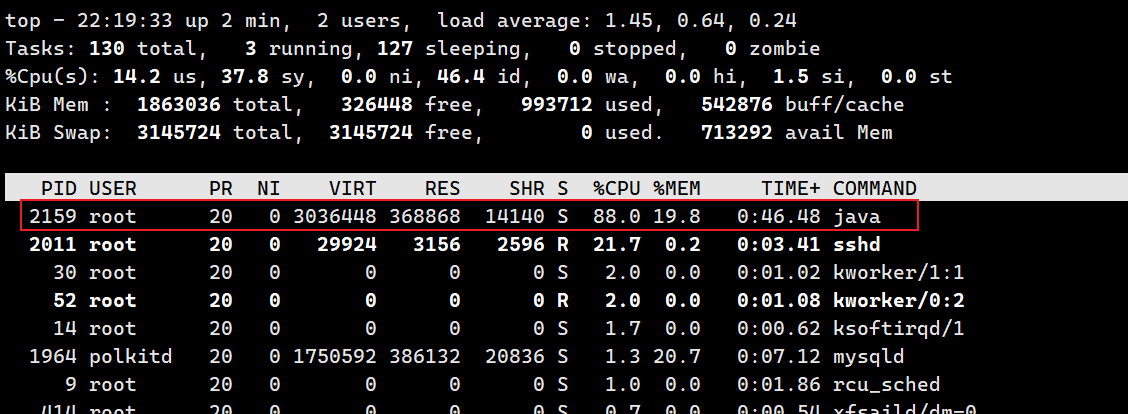 top - 22:19:33 up 2 min,  2 users,  load average: 1.45, 0.64, 0.24
Tasks: 130 total,   3 running, 127 sleeping,   0 stopped,   0 zombie
%Cpu(s): 14.2 us, 37.8 sy,  0.0 ni, 46.4 id,  0.0 wa,  0.0 hi,  1.5 si,  0.0 st
KiB Mem :  1863036 total,   326448 free,   993712 used,   542876 buff/cache
KiB Swap:  3145724 total,  3145724 free,        0 used.   713292 avail Mem
PID USER      PR  NI    VIRT    RES    SHR S  %CPU %MEM     TIME+ COMMAND
2159 root      20   0 3036448 368868  14140 S  88.0 19.8   0:46.48 java
2011 root      20   0   29924   3156   2596 R  21.7  0.2   0:03.41 sshd
30 root      20   0       0      0      0 S   2.0  0.0   0:01.02 kworker/1:1
52 root      20   0       0      0      0 R   2.0  0.0   0:01.08 kworker/0:2
14 root      20   0       0      0      0 S   1.7  0.0   0:00.62 ksoftirqd/1
1964 polkitd   20   0 1750592 386132  20836 S   1.3 20.7   0:07.12 mysqld
9 root      20   0       0      0      0 S   1.0  0.0   0:01.86 rcu_sched
414 root      20   0       0      0      0 S   0.7  0.0   0:00.54 xfsaild/dm-0